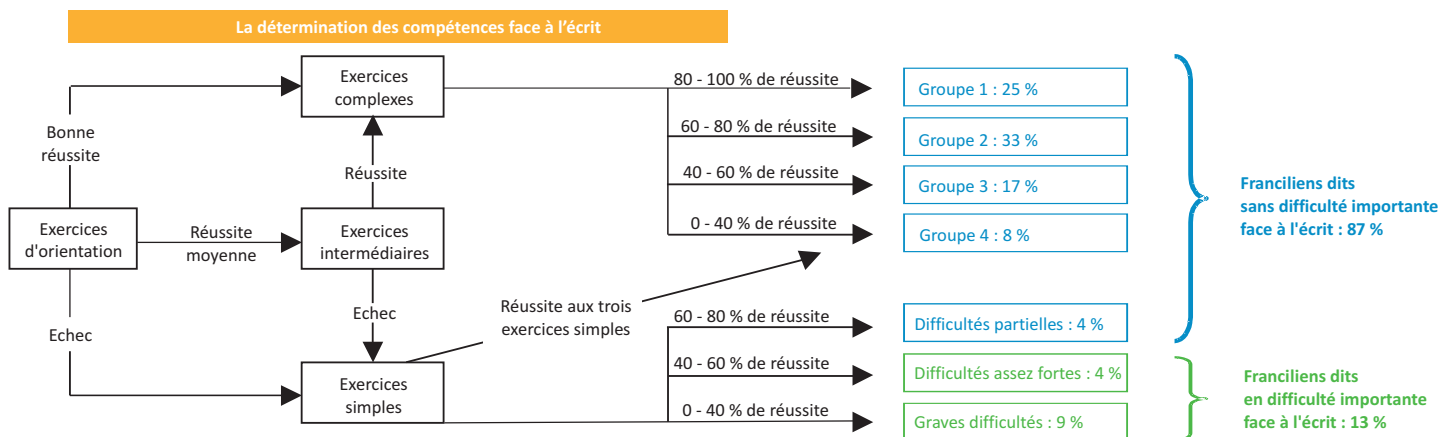 La détermination des compétences face à l'écrit
Exercices
complexes
80 - 100 % de réussite
Groupe 1 : 25 %
Bonne
réussite
60 - 80 % de réussite
Groupe 2 : 33 %
Réussite
40 - 60 % de réussite
Groupe 3 : 17 %
Franciliens dits
sans difficulté importante
face à l'écrit : 87 %
Exercices
d'orientation
Réussite
moyenne
Exercices
intermédiaires
0 - 40 % de réussite
Groupe 4 : 8 %
Echec
Echec
Réussite aux trois
exercices simples
60 - 80 % de réussite
Difficultés partielles : 4 %
Exercices
simples
40 - 60 % de réussite
Difficultés assez fortes : 4 %
0 - 40 % de réussite
Graves difficultés : 9 %
Franciliens dits
en difficulté importante
face à l'écrit : 13 %